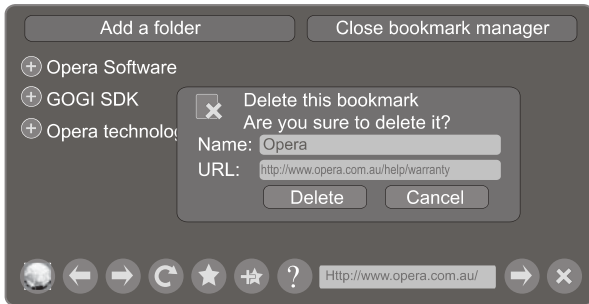 Add a folder
Close bookmark manager
Opera Software
GOGI SDK
Opera technolog
Delete this bookmark
Are you sure to delete it?
Name: Opera
URL: http://www.opera.com.au/help/warranty
Delete
Cancel
?
Http://www.opera.com.au/